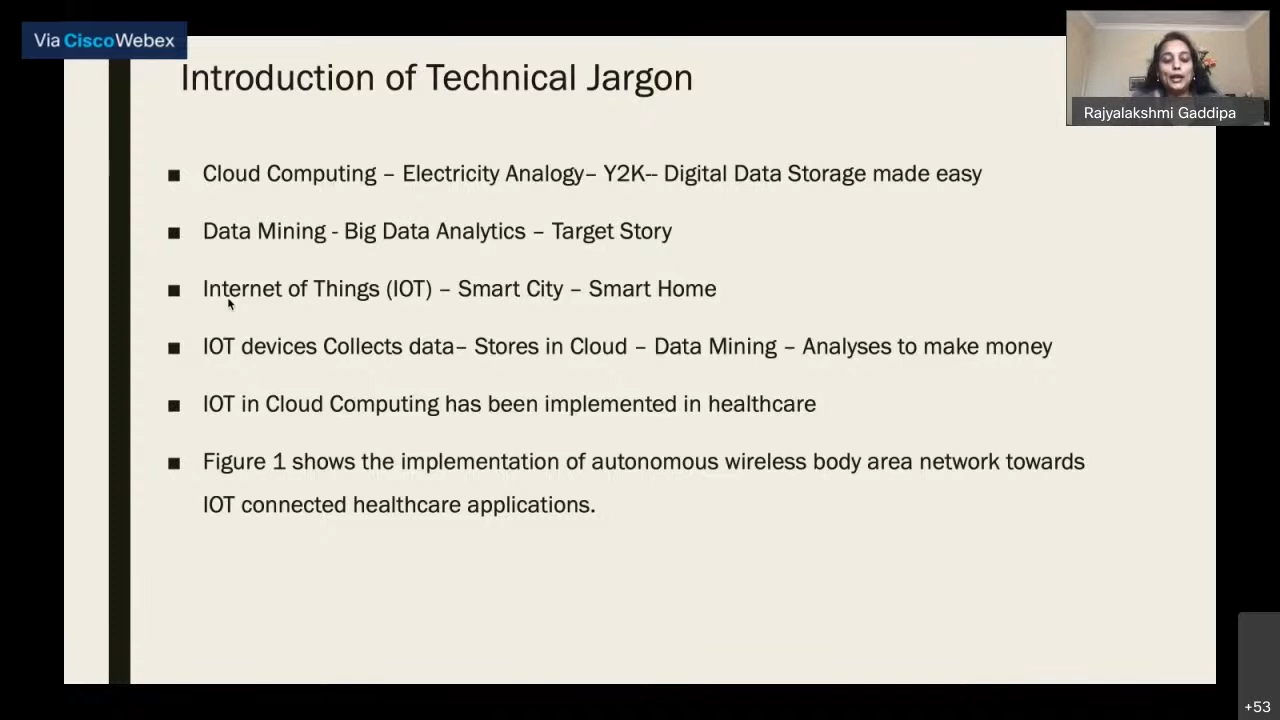 Via Cisco Webex
Introduction of Technical Jargon
Rajyalakshmi Gaddipa
■ Cloud Computing – Electricity Analogy– Y2K-- Digital Data Storage made easy
■ Data Mining - Big Data Analytics – Target Story
■ Internet of Things (IOT) – Smart City – Smart Home
■ IOT devices Collects data– Stores in Cloud – Data Mining – Analyses to make money
■ IOT in Cloud Computing has been implemented in healthcare
■ Figure 1 shows the implementation of autonomous wireless body area network towards
IOT connected healthcare applications.
+53